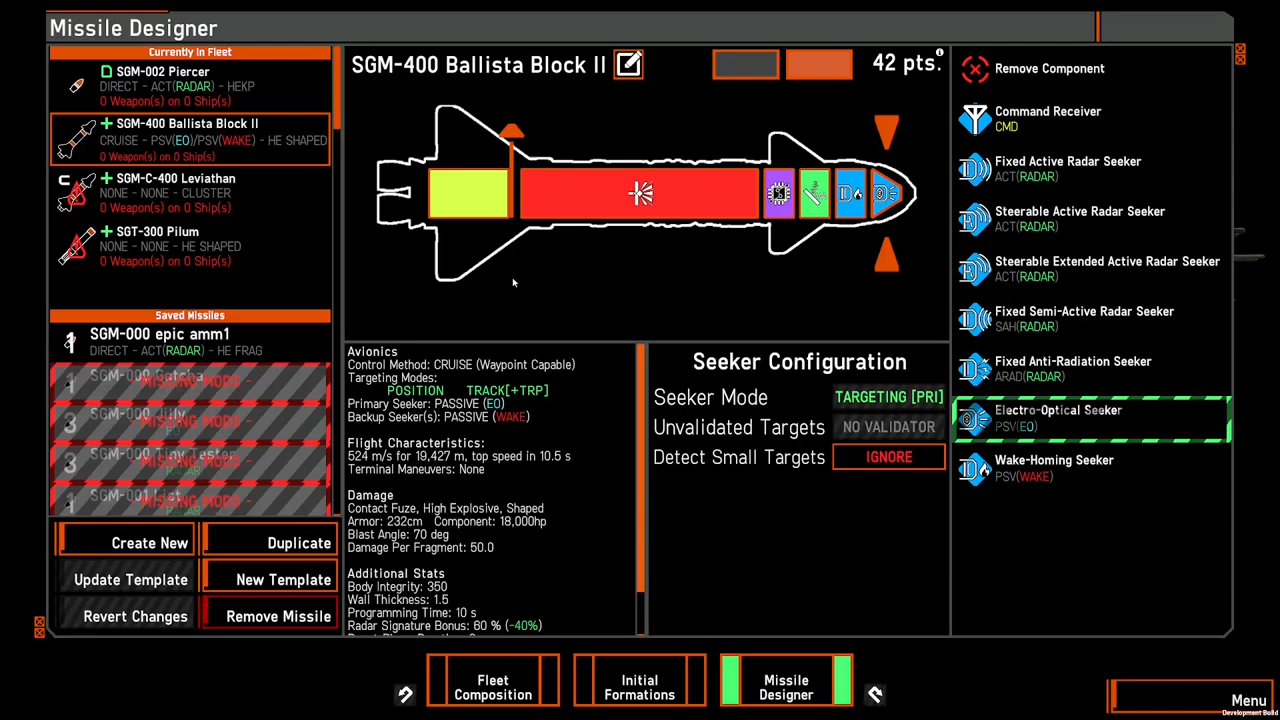 Missile Designer
Currently In Fleet
SGM-002 Piercer
DIRECT - ACT(RADAR) - HEKP
0 Weapon(s) on 0 Ship(s)
SGM-400 Ballista Block II
CRUISE - PSV(EO)/PSV(WAKE) - HE SHAPED
0 Weapon(s) on 0 Ship(s)
C
SGM-C-400 Leviathan
NONE - NONE - CLUSTER
0 Weapon(s) on 0 Ship(s)
SGT-300 Pilum
NONE - NONE - HE SHAPED
0 Weapon(s) on 0 Ship(s)
Saved Missiles
1
SGM-000 epic amm1
DIRECT - ACT(RADAR) - HE FRAG
- MISSING MODS -
3
- MISSING MODS -
3
- MISSING MODS -
1
- MISSING MODS -
Create New
Duplicate
Update Template
New Template
Revert Changes
Remove Missile
SGM-400 Ballista Block II
42 pts.
Avionics
Control Method: CRUISE (Waypoint Capable)
Targeting Modes:
POSITION TRACK[+TRP]
Primary Seeker: PASSIVE (EO)
Backup Seeker(s): PASSIVE (WAKE)
Flight Characteristics:
524 m/s for 19,427 m, top speed in 10.5 s
Terminal Maneuvers: None
Damage
Contact Fuze, High Explosive, Shaped
Armor: 232cm Component: 18,000hp
Blast Angle: 70 deg
Damage Per Fragment: 50.0
Additional Stats
Body Integrity: 350
Wall Thickness: 1.5
Programming Time: 10 s
Radar Signature Bonus: 60 % (-40%)
Seeker Configuration
Seeker Mode TARGETING [PRI]
Unvalidated Targets NO VALIDATOR
Detect Small Targets IGNORE
Remove Component
Command Receiver
CMD
Fixed Active Radar Seeker
ACT(RADAR)
Steerable Active Radar Seeker
ACT(RADAR)
Steerable Extended Active Radar Seeker
ACT(RADAR)
Fixed Semi-Active Radar Seeker
SAH(RADAR)
Fixed Anti-Radiation Seeker
ARAD(RADAR)
Electro-Optical Seeker
PSV(EO)
Wake-Homing Seeker
PSV(WAKE)
Fleet
Composition
Initial
Formations
Missile
Designer
Menu
Development Build